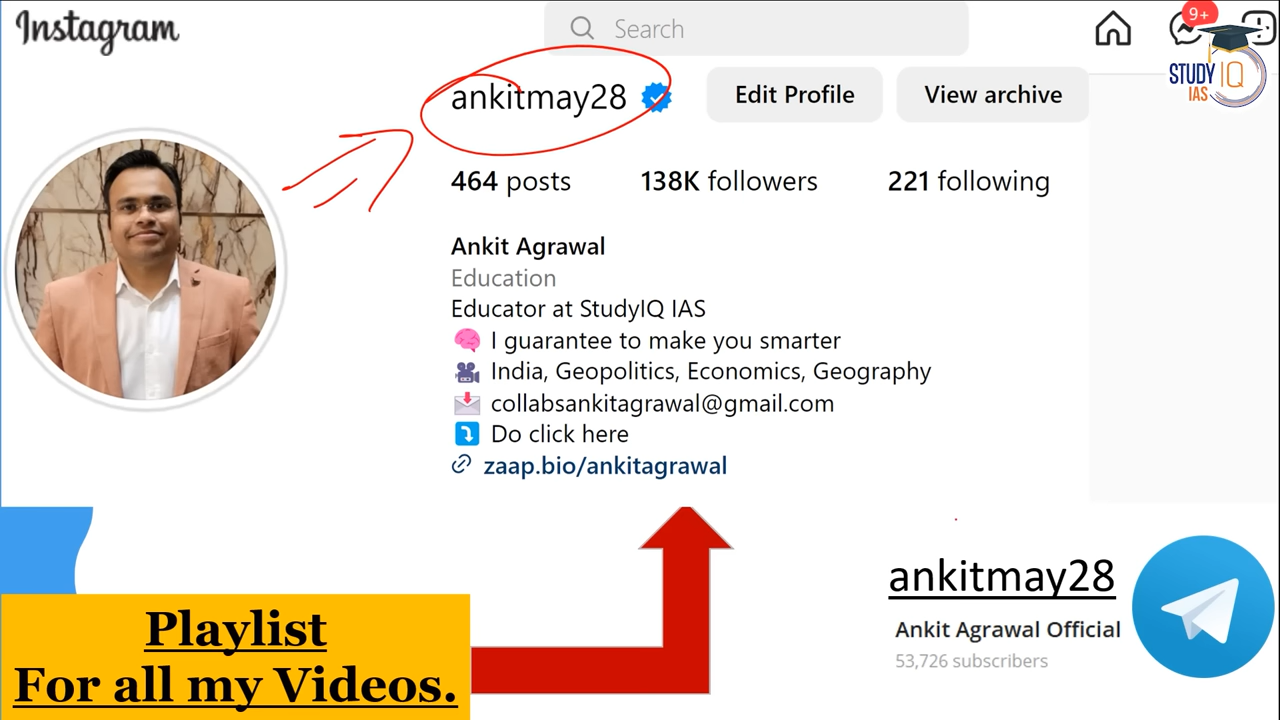 Instagram
Search
9+
STUDY IQ
IAS
ankitmay28
Edit Profile
View archive
464 posts
138K followers
221 following
Ankit Agrawal
Education
Educator at StudyIQ IAS
🧠 I guarantee to make you smarter
🎥 India, Geopolitics, Economics, Geography
📩 collabsankitagrawal@gmail.com
⤵️ Do click here
🔗 zaap.bio/ankitagrawal
ankitmay28
Ankit Agrawal Official
53,726 subscribers
Playlist
For all my Videos.